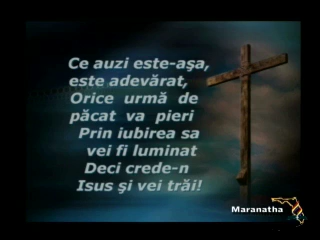 Ce auzi este-aşa,
este adevărat,
Orice urmă de
păcat va pieri
Prin iubirea sa
vei fi luminat
Deci crede-n
Isus şi vei trăi!
Maranatha